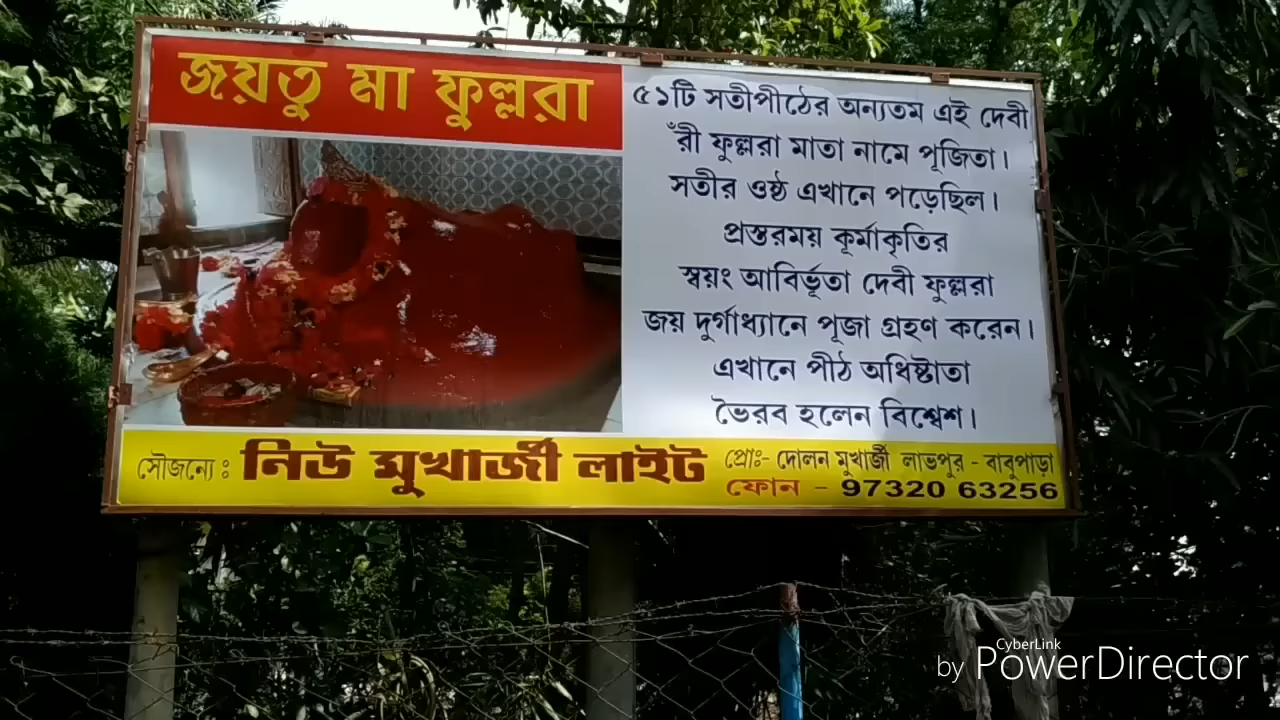 জয়তু মা ফুল্লরা
৫১টি সতীপীঠের অন্যতম এই দেবী
ঁরী ফুল্লরা মাতা নামে পূজিতা।
সতীর ওষ্ঠ এখানে পড়েছিল।
প্রস্তরময় কূর্মাকৃতির
স্বয়ং আবির্ভূতা দেবী ফুল্লরা
জয় দুর্গাধ্যানে পূজা গ্রহণ করেন।
এখানে পীঠ অধিষ্টাতা
ভৈরব হলেন বিশ্বেশ।
সৌজন্যে : নিউ মুখার্জী লাইট
প্রোঃ- দোলন মুখার্জী লাভপুর - বাবুপাড়া
ফোন - 97320 63256
CyberLink
by PowerDirector